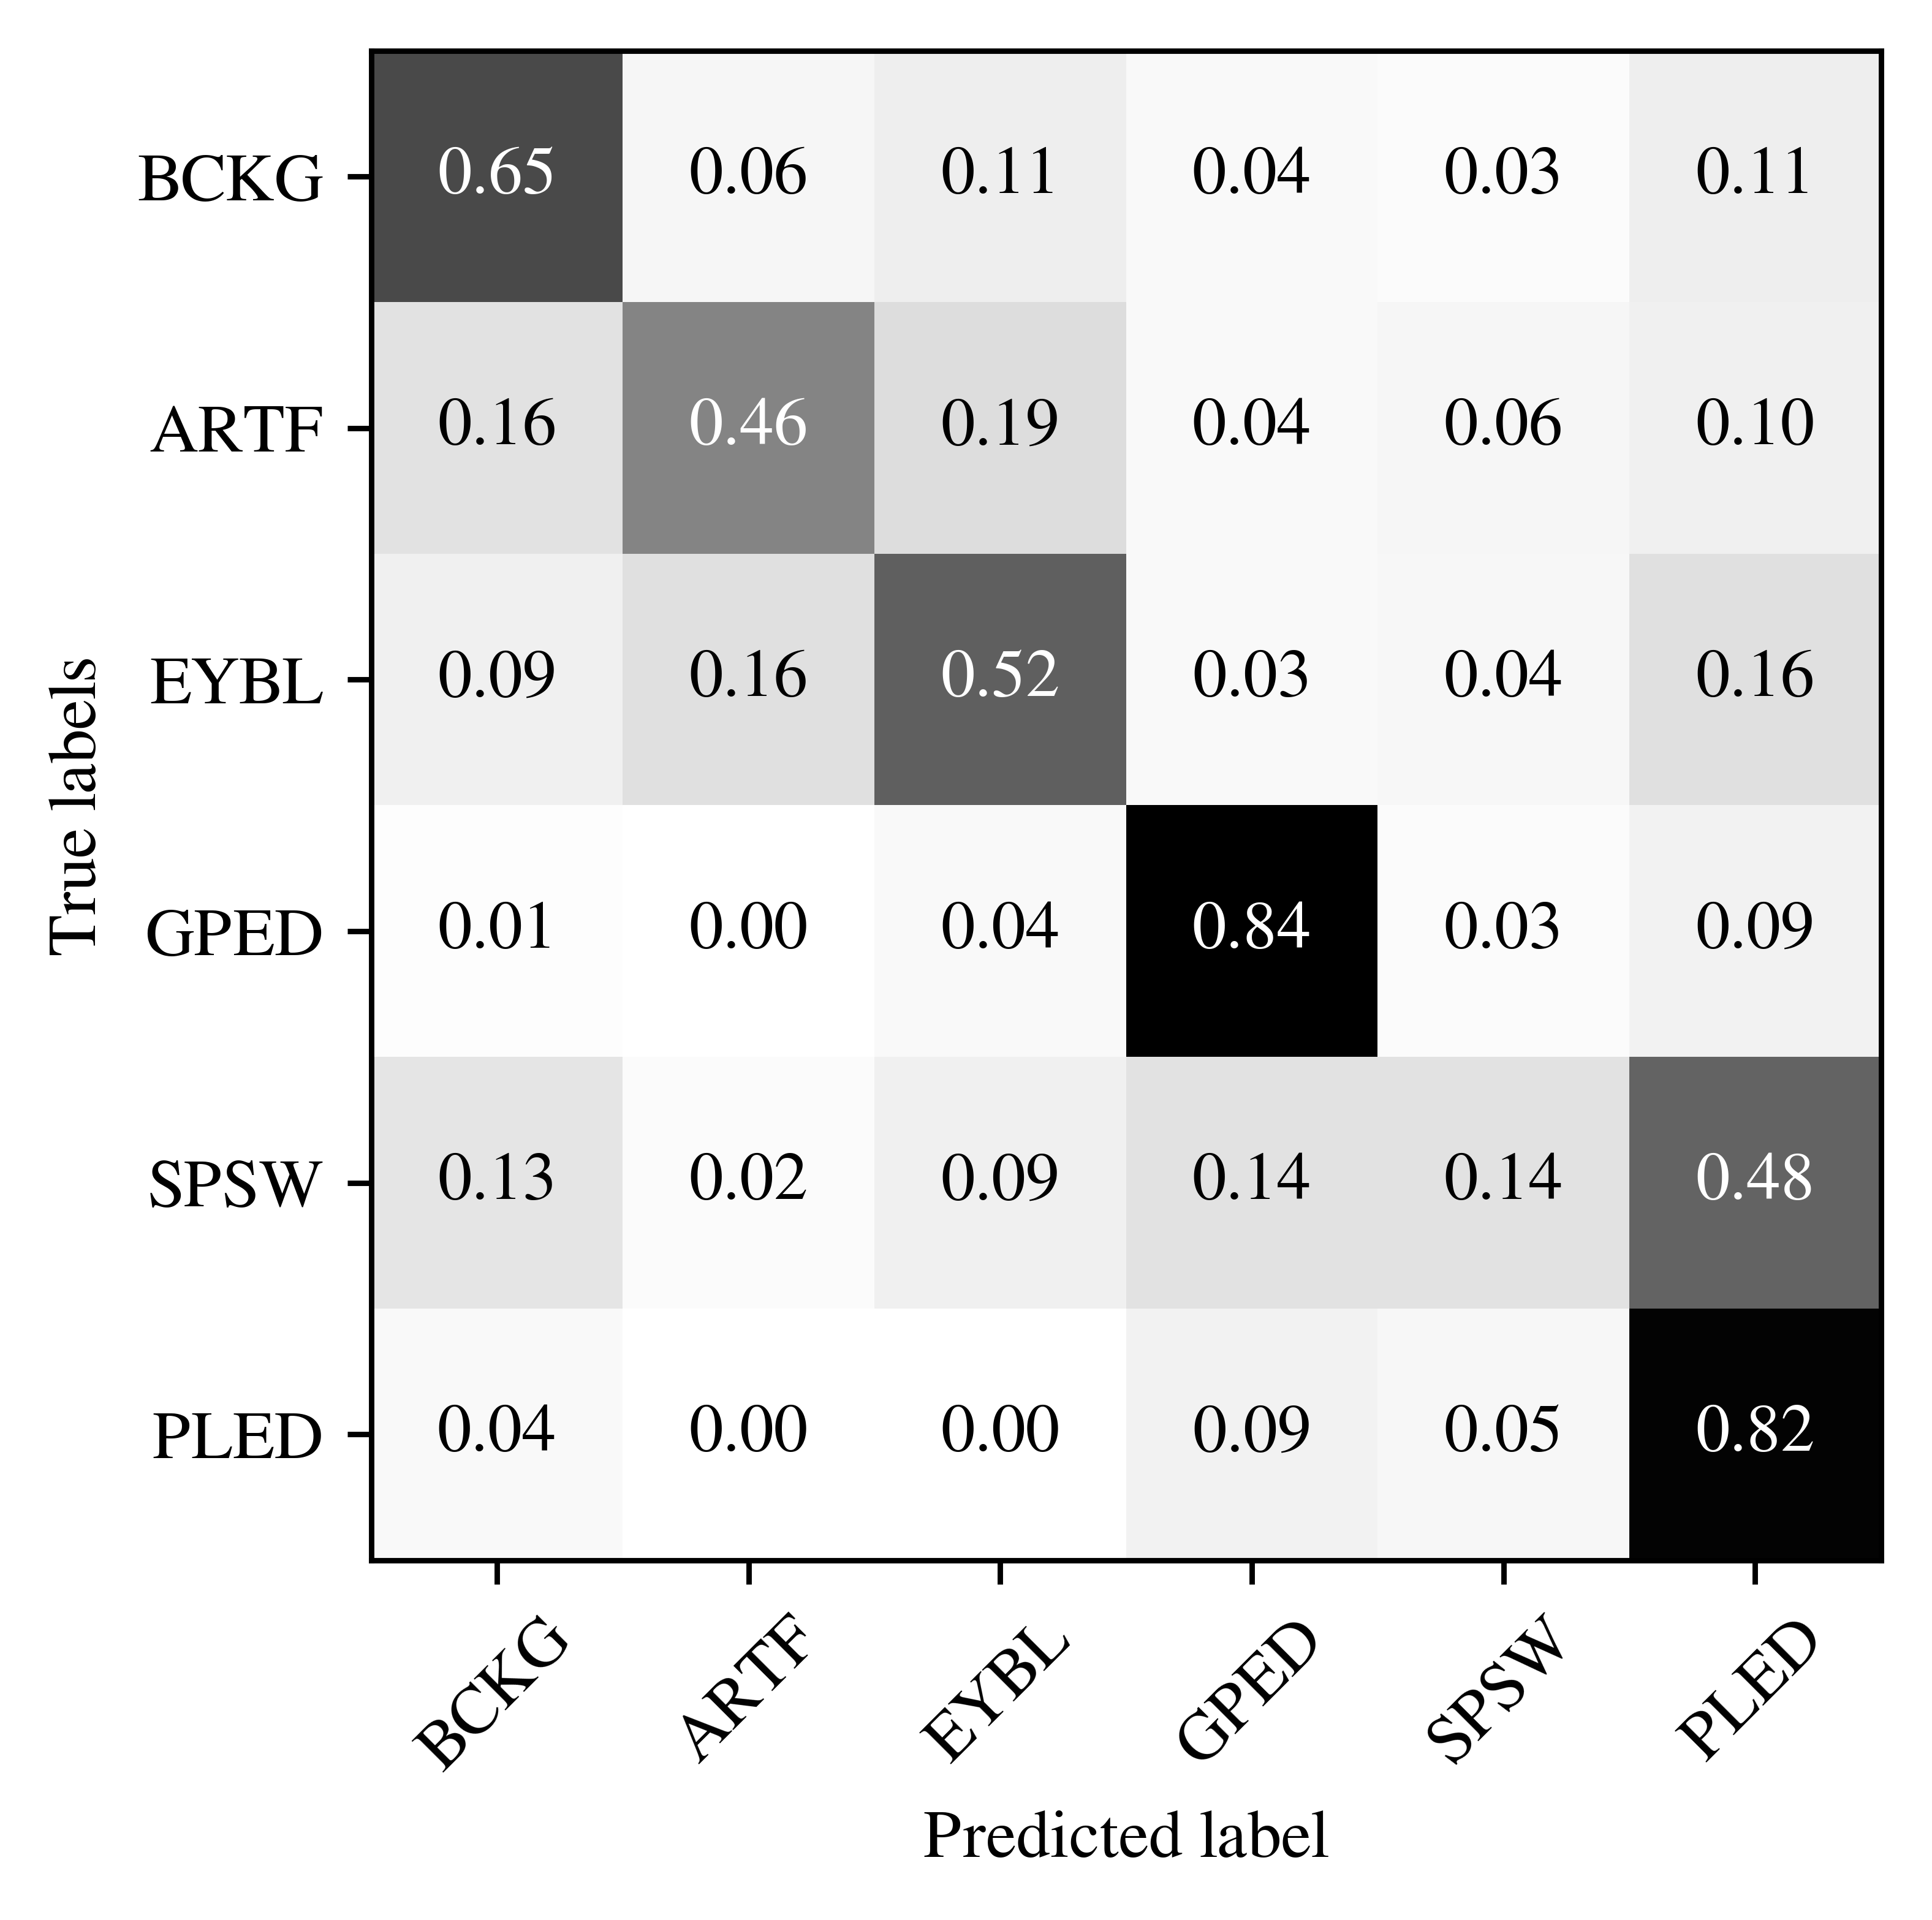 BCKG 0.65 0.06 0.11 0.04 0.03 0.11
ARTF 0.16 0.46 0.19 0.04 0.06 0.10
EYBL 0.09 0.16 0.52 0.03 0.04 0.16
GPED 0.01 0.00 0.04 0.84 0.03 0.09
SPSW 0.13 0.02 0.09 0.14 0.14 0.48
PLED 0.04 0.00 0.00 0.09 0.05 0.82
True labels
BCKG ARTF EYBL GPED SPSW PLED
Predicted label